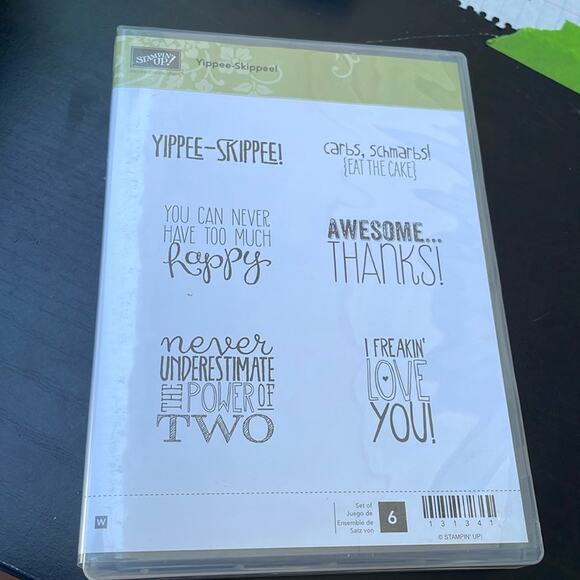 STAMPIN' UP!
Yippee-Skippee!
YIPPEE-SKIPPEE!
carbs, schmarbs!
{EAT THE CAKE}
YOU CAN NEVER
HAVE TOO MUCH
happy
AWESOME...
THANKS!
never
UNDERESTIMATE
THE POWER OF
TWO
I FREAKIN'
LOVE
YOU!
W
Set of
Juego de
Ensemble de
Satz von
6
131341
© STAMPIN' UP!